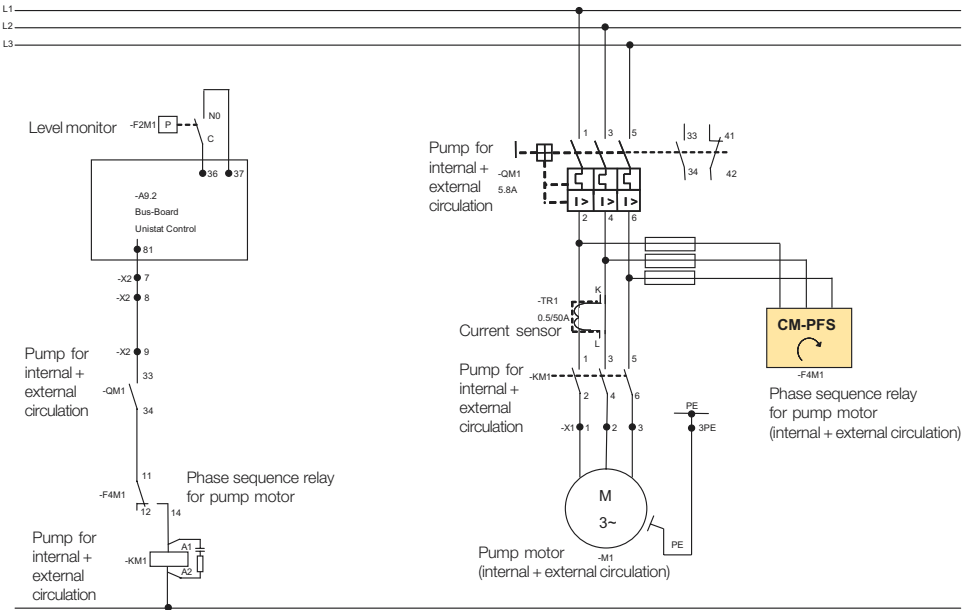 L1
L2
L3
Level monitor
-F2M1
P
N0
C
36
37
-A9.2
Bus-Board
Unistat Control
81
-X2
7
-X2
8
-X2
9
Pump for
internal +
external
circulation
33
-QM1
34
11
-F4M1
12
14
Phase sequence relay
for pump motor
Pump for
internal +
external
circulation
-KM1
A1
A2
Pump for
internal +
external
circulation
-QM1
5.8A
1
3
5
I>
I>
I>
2
4
6
33
34
41
42
-TR1
0.5/50A
K
L
Current sensor
Pump for
internal +
external
circulation
-KM1
1
3
5
2
4
6
-X1
1
2
3
PE
3PE
M
3~
PE
-M1
Pump motor
(internal + external circulation)
CM-PFS
-F4M1
Phase sequence relay
for pump motor
(internal + external circulation)